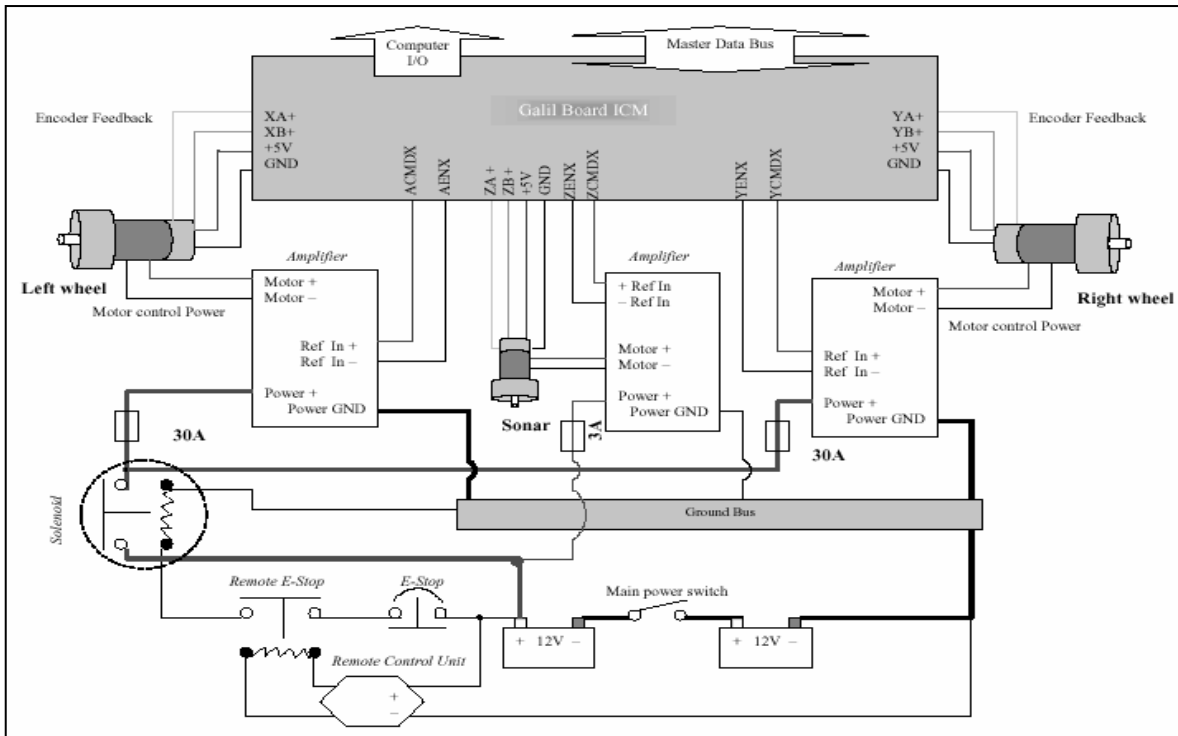 Computer
I/O
Master Data Bus
Galil Board ICM
Encoder Feedback
XA+
XB+
+5V
GND
ACMDX
AENX
ZA+
ZB+
+5V
GND
ZENX
ZCMDX
YENX
YCMDX
YA+
YB+
+5V
GND
Encoder Feedback
Left wheel
Motor control Power
Amplifier
Motor +
Motor –
Ref In +
Ref In –
Power +
Power GND
Amplifier
+ Ref In
– Ref In
Motor +
Motor –
Power +
Power GND
Amplifier
Motor +
Motor –
Ref In +
Ref In –
Power +
Power GND
Right wheel
Motor control Power
Sonar
30A
3A
30A
Solenoid
Ground Bus
Remote E-Stop
E-Stop
Main power switch
+ 12V –
+ 12V –
Remote Control Unit
+
–